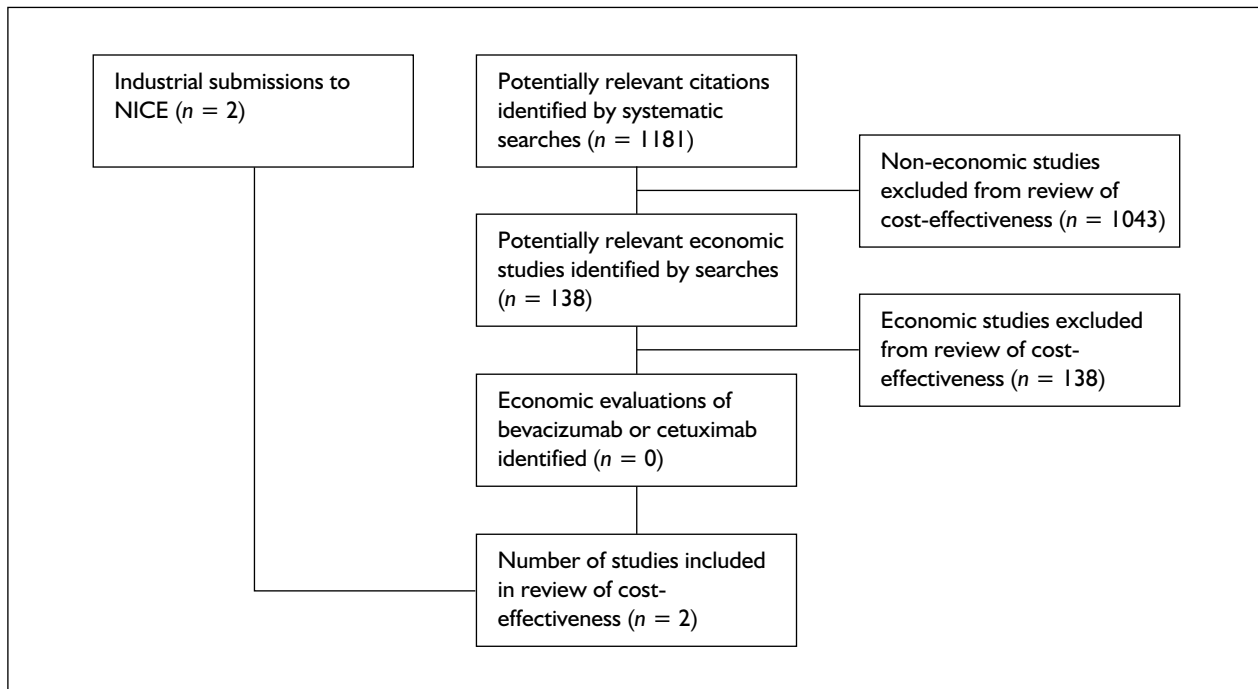 Industrial submissions to
NICE (n = 2)
Potentially relevant citations
identified by systematic
searches (n = 1181)
Non-economic studies
excluded from review of
cost-effectiveness (n = 1043)
Potentially relevant economic
studies identified by searches
(n = 138)
Economic studies excluded
from review of cost-
effectiveness (n = 138)
Economic evaluations of
bevacizumab or cetuximab
identified (n = 0)
Number of studies included
in review of cost-
effectiveness (n = 2)